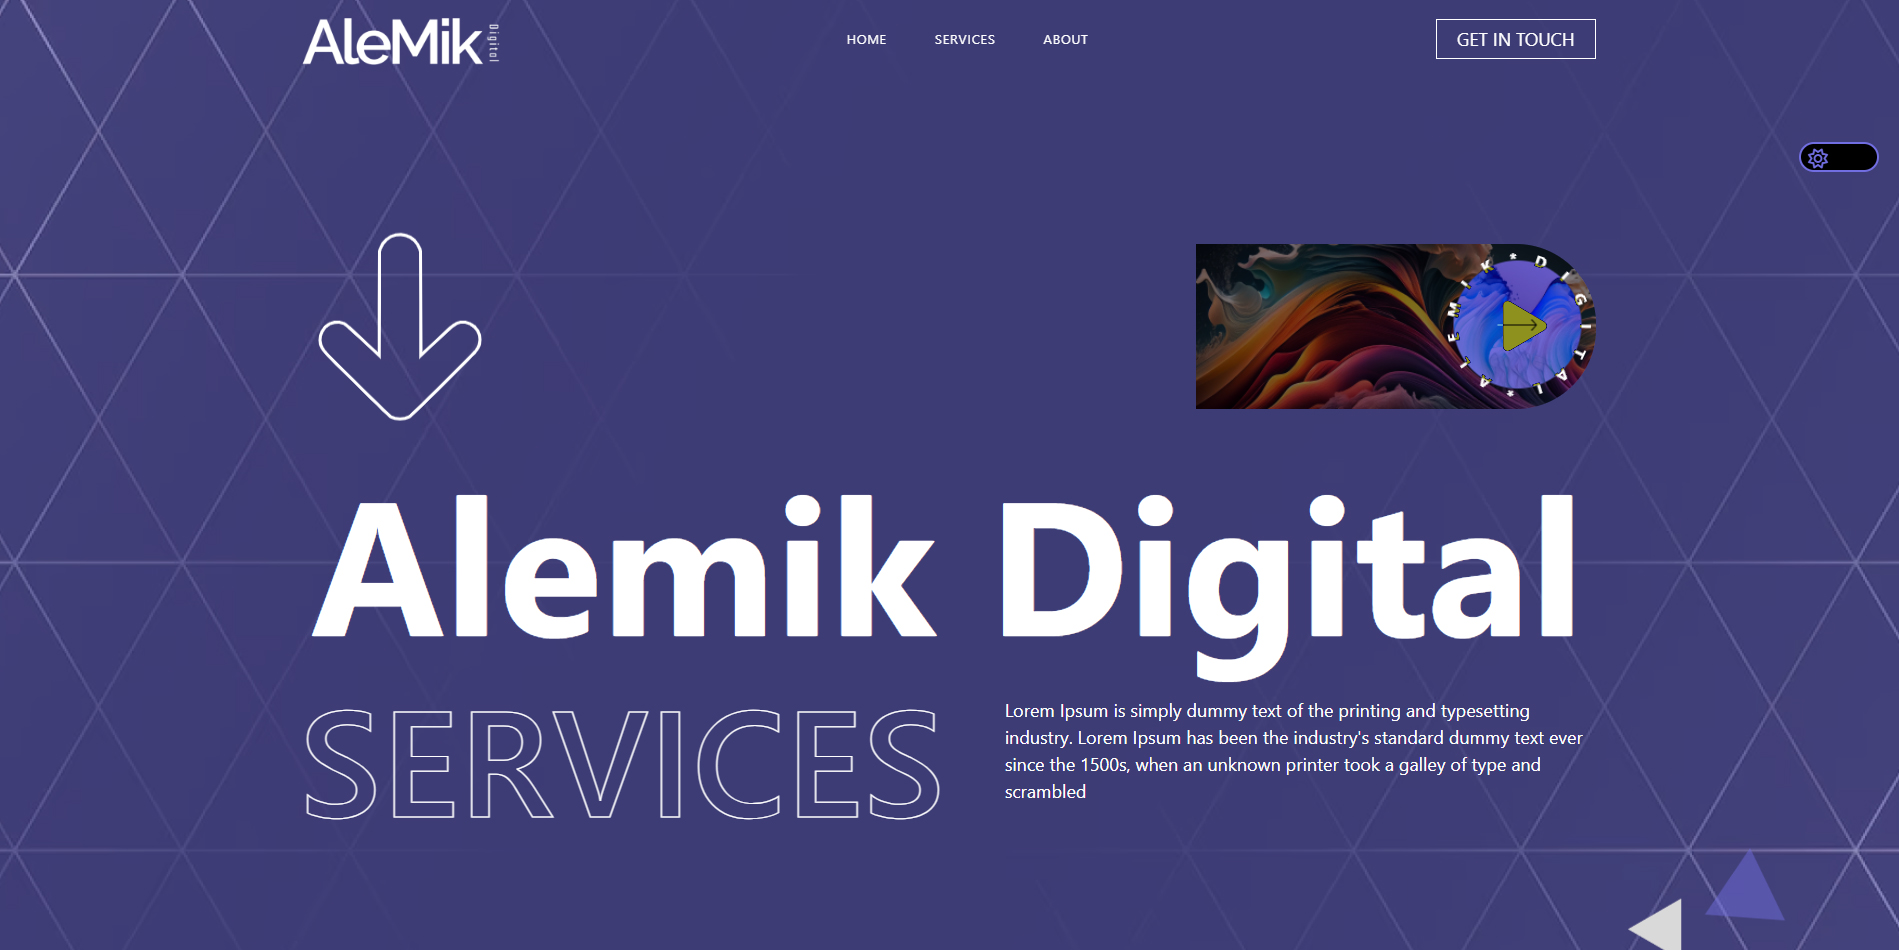 AleMik Digital
HOME
SERVICES
ABOUT
GET IN TOUCH
ALEMIK*DIGITAL*
Alemik Digital
SERVICES
Lorem Ipsum is simply dummy text of the printing and typesetting
industry. Lorem Ipsum has been the industry's standard dummy text ever
since the 1500s, when an unknown printer took a galley of type and
scrambled